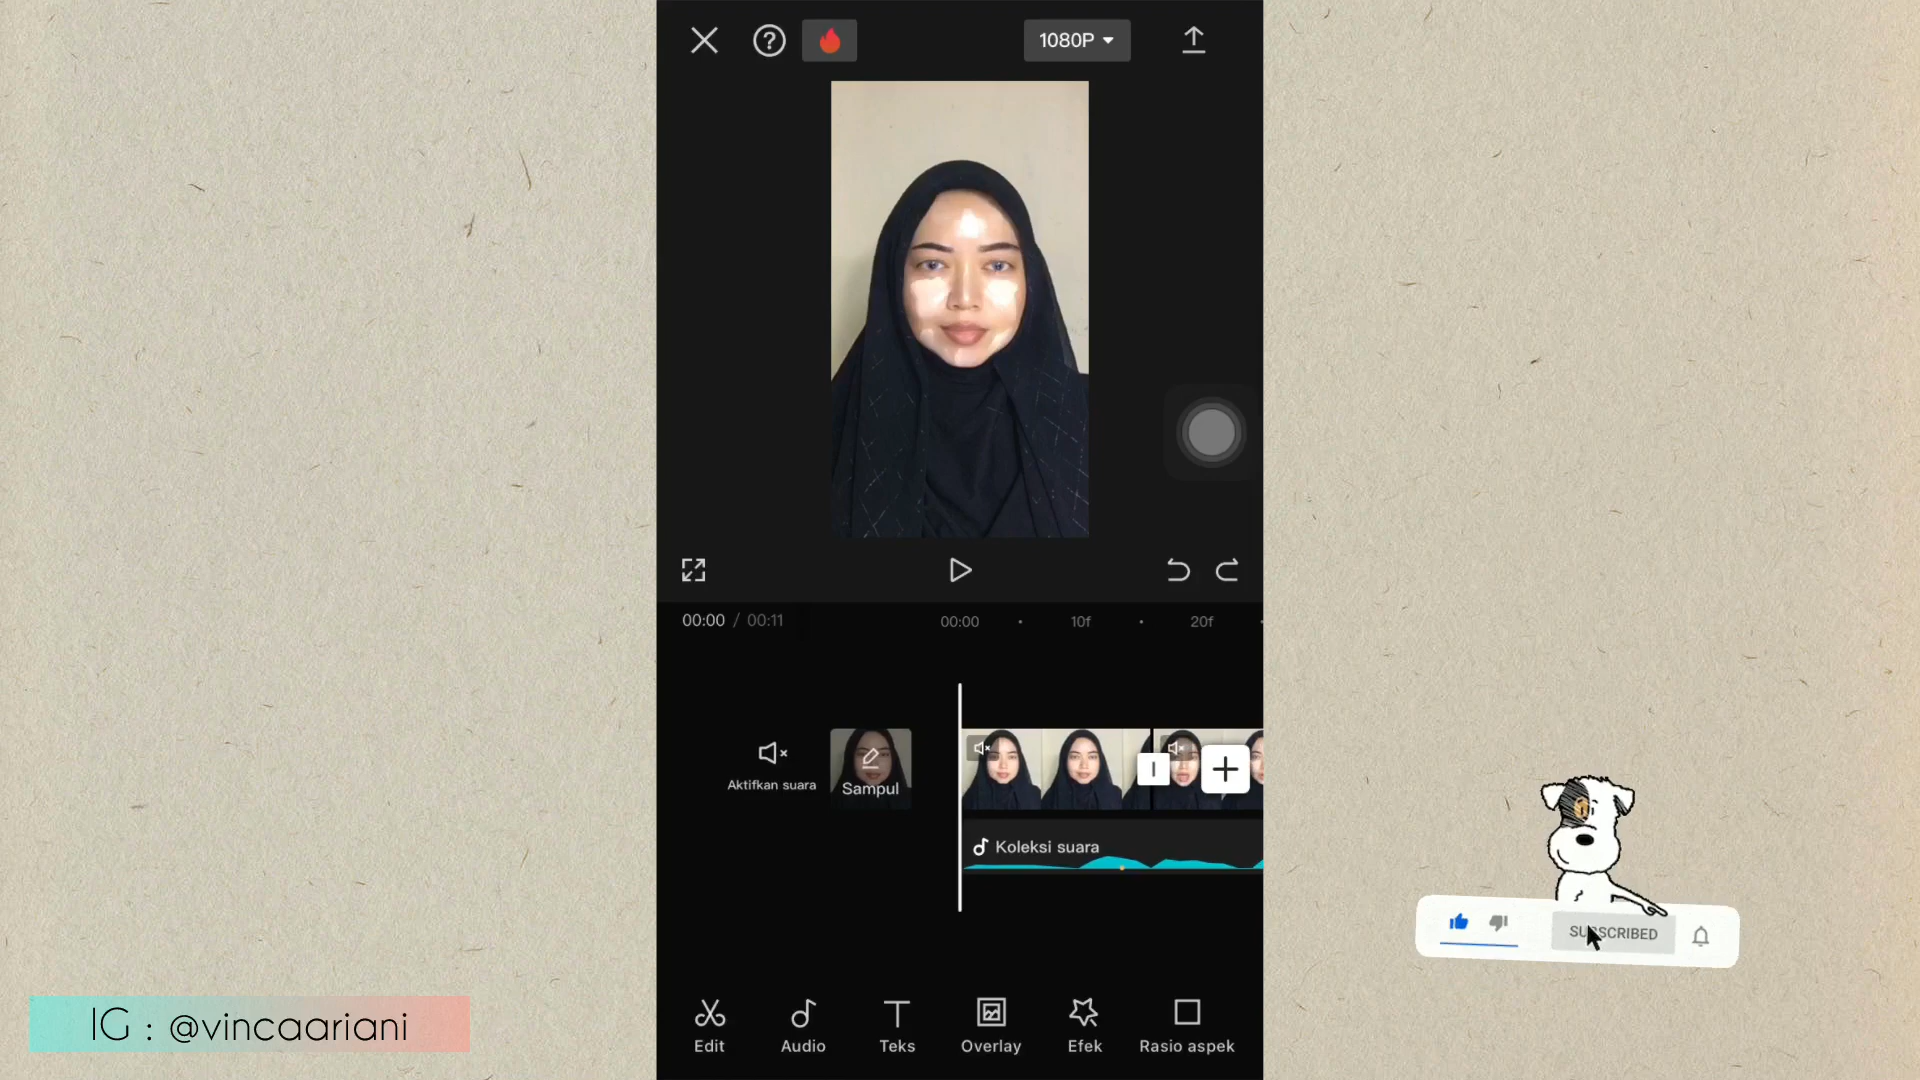 1080P
00:00 / 00:11
00:00
10f
20f
Aktifkan suara
Sampul
Koleksi suara
SUBSCRIBED
IG : @vincaariani
Edit
Audio
Teks
Overlay
Efek
Rasio aspek